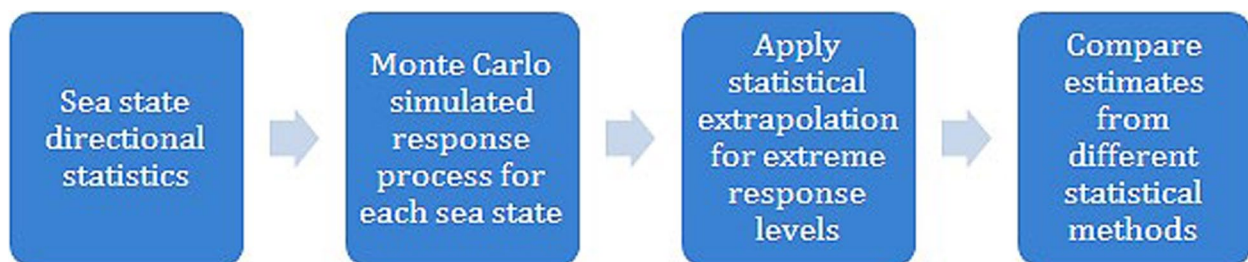 Sea state
directional
statistics
Monte Carlo
simulated
response
process for
each sea state
Apply
statistical
extrapolation
for extreme
response
levels
Compare
estimates
from
different
statistical
methods